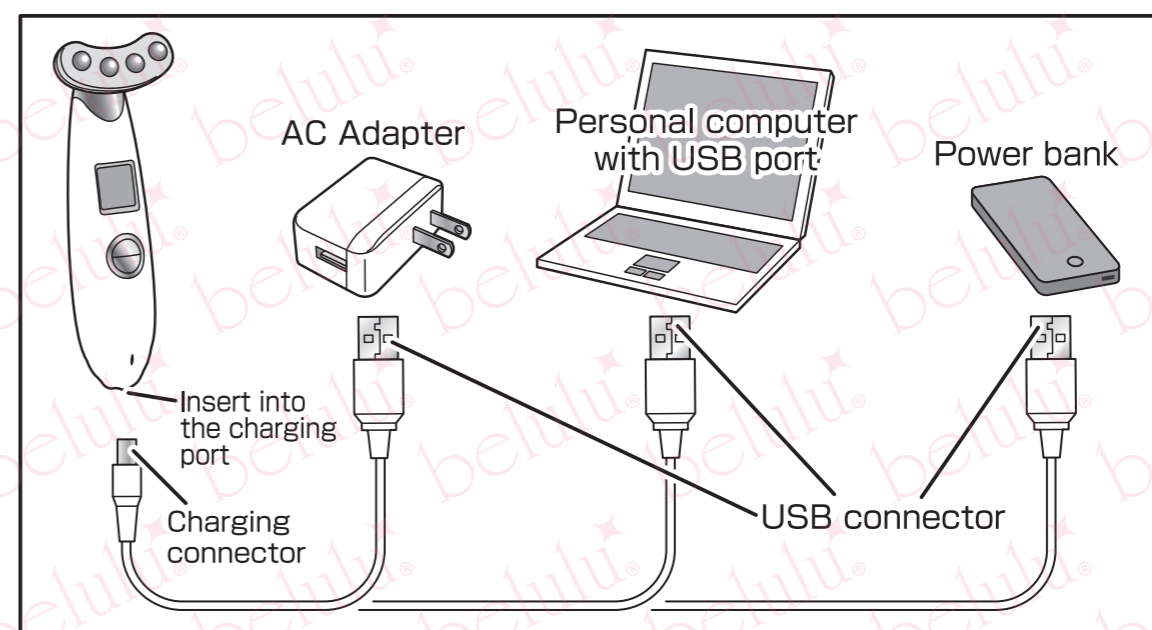 AC Adapter
Personal computer
with USB port
Power bank
Insert into
the charging
port
Charging
connector
USB connector
belulu®